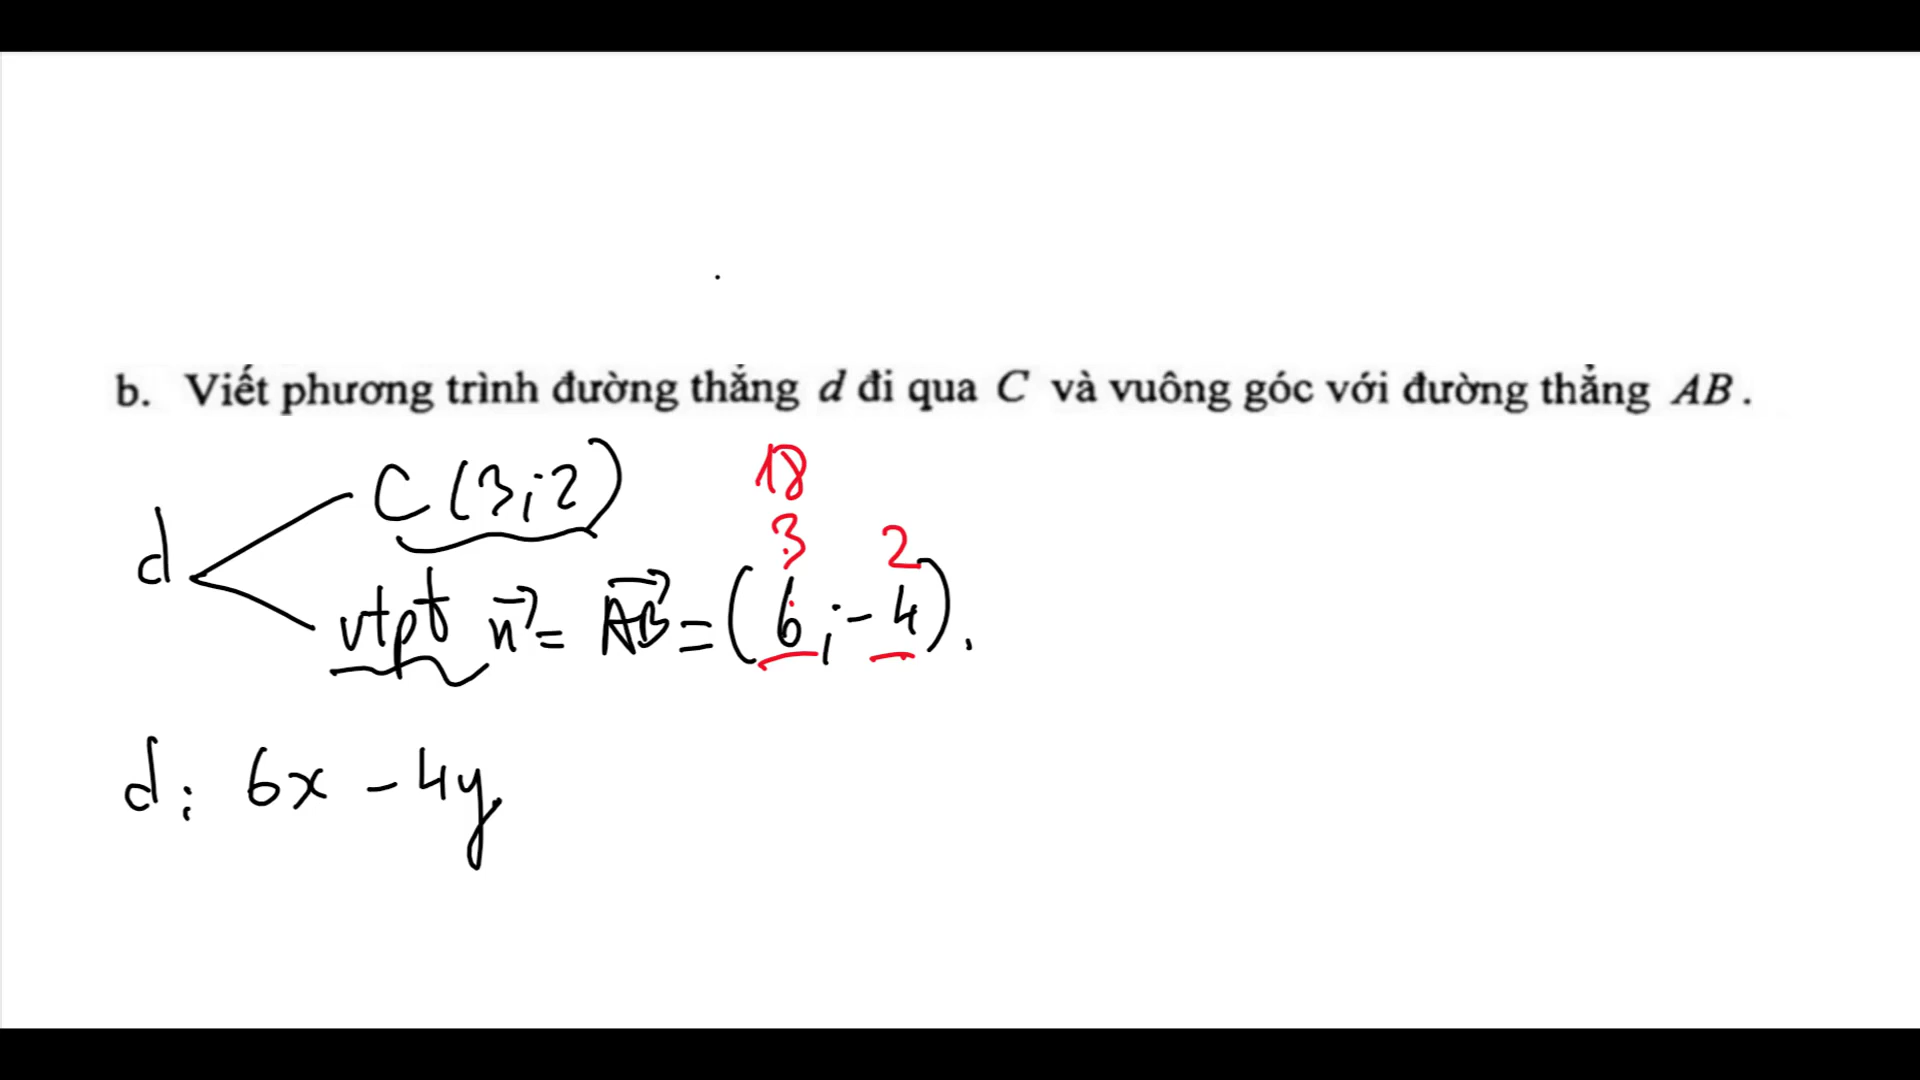 b. Viết phương trình đường thẳng d đi qua C và vuông góc với đường thẳng AB.
C (3;2)
18
3 2
d
vtpt n = AB = (6; -4).
d: 6x - 4y